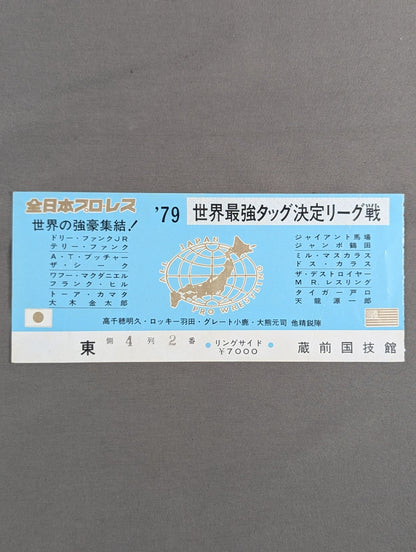 全日本プロレス
'79 世界最強タッグ決定リーグ戦
世界の強豪集結!
ドリー・ファンクJR
テリー・ファンク
A・T・ブッチャー
ザ・シーク
ワフー・マクダニエル
フランク・ヒル
トーア・カマタ
大木金太郎
ALL JAPAN
PRO WRESTLING
ジャイアント馬場
ジャンボ鶴田
ミル・マスカラス
ドス・カラス
ザ・デストロイヤー
MR.レスリング
タイガー戸口
天龍源一郎
高千穂明久・ロッキー羽田・グレート小鹿・大熊元司 他精鋭陣
東 側 4 列 2 番 リングサイド ¥7000 蔵前国技館